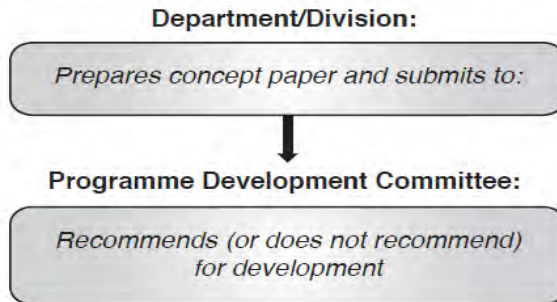 Department/Division:
Prepares concept paper and submits to:
Programme Development Committee:
Recommends (or does not recommend)
for development